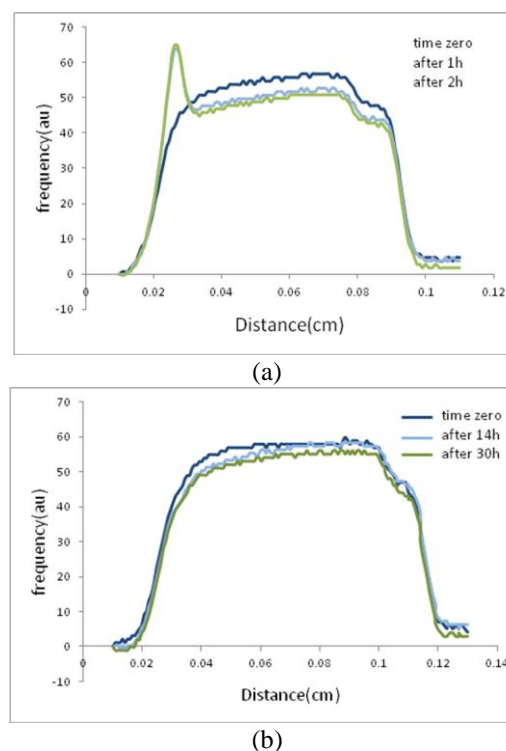 70
60
50
40
30
20
10
0
-10
frequency(au)
0
0.02
0.04
0.06
0.08
0.1
0.12
Distance(cm)
time zero
after 1h
after 2h
(a)
70
60
50
40
30
20
10
0
-10
frequency(au)
0
0.02
0.04
0.06
0.08
0.1
0.12
0.14
Distance(cm)
time zero
after 14h
after 30h
(b)